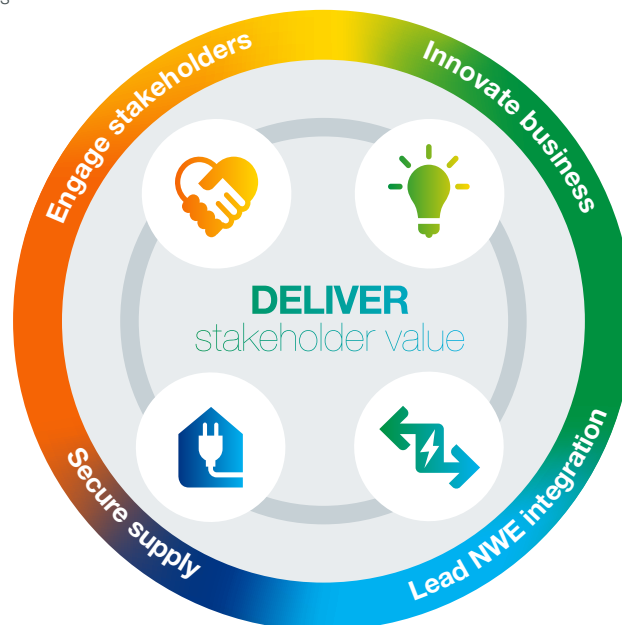 Engage stakeholders
Innovate business
DELIVER
stakeholder value
Secure supply
Lead NWE integration